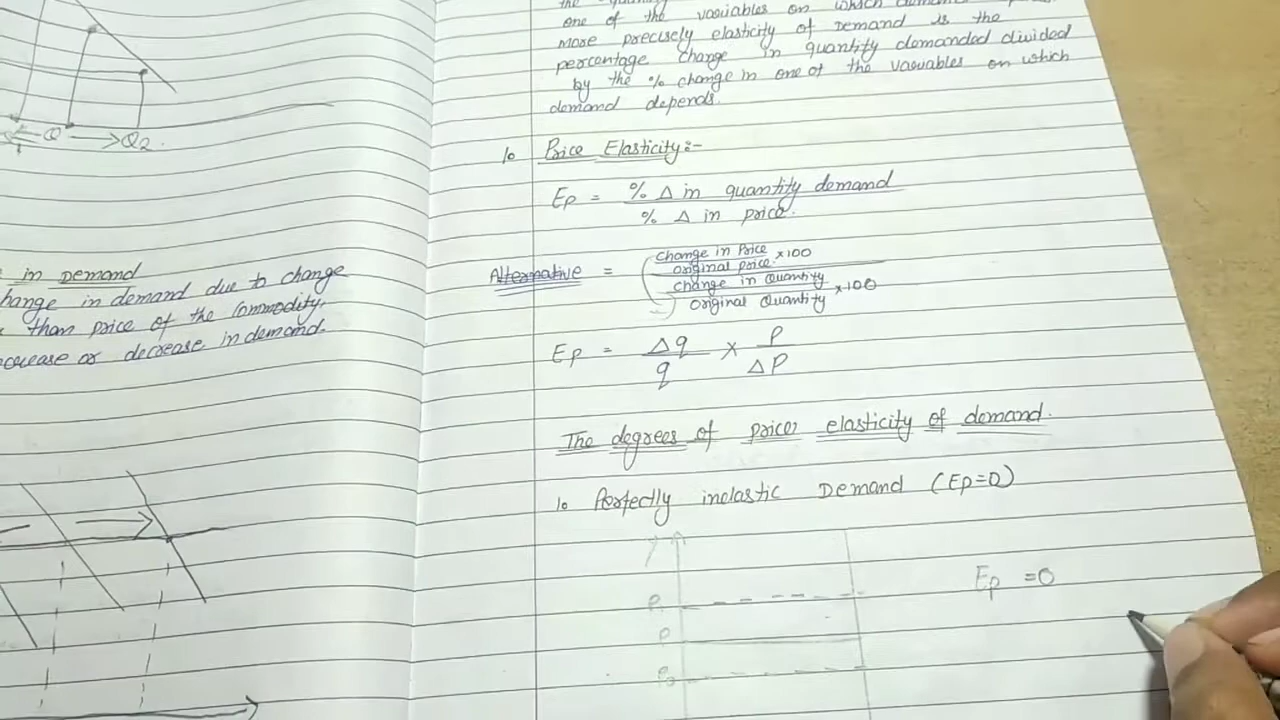 Q → Q2.
in Demand
change in demand due to change
than price of the commodity.
increase or decrease in demand.
one of the variables on which
more precisely elasticity of Demand is the
percentage change in quantity demanded divided
by the % change in one of the variables on which
demand depends.
1. Price Elasticity:-
Ep = % Δ in quantity demand
% Δ in price.
Alternative = change in Price ×100
original price.
change in Quantity ×100
original Quantity
Ep = Δq × P
q ΔP
The degrees of price elasticity of demand.
1. Perfectly inelastic Demand (Ep=0)
Y
P1
Ep =0
P
P2